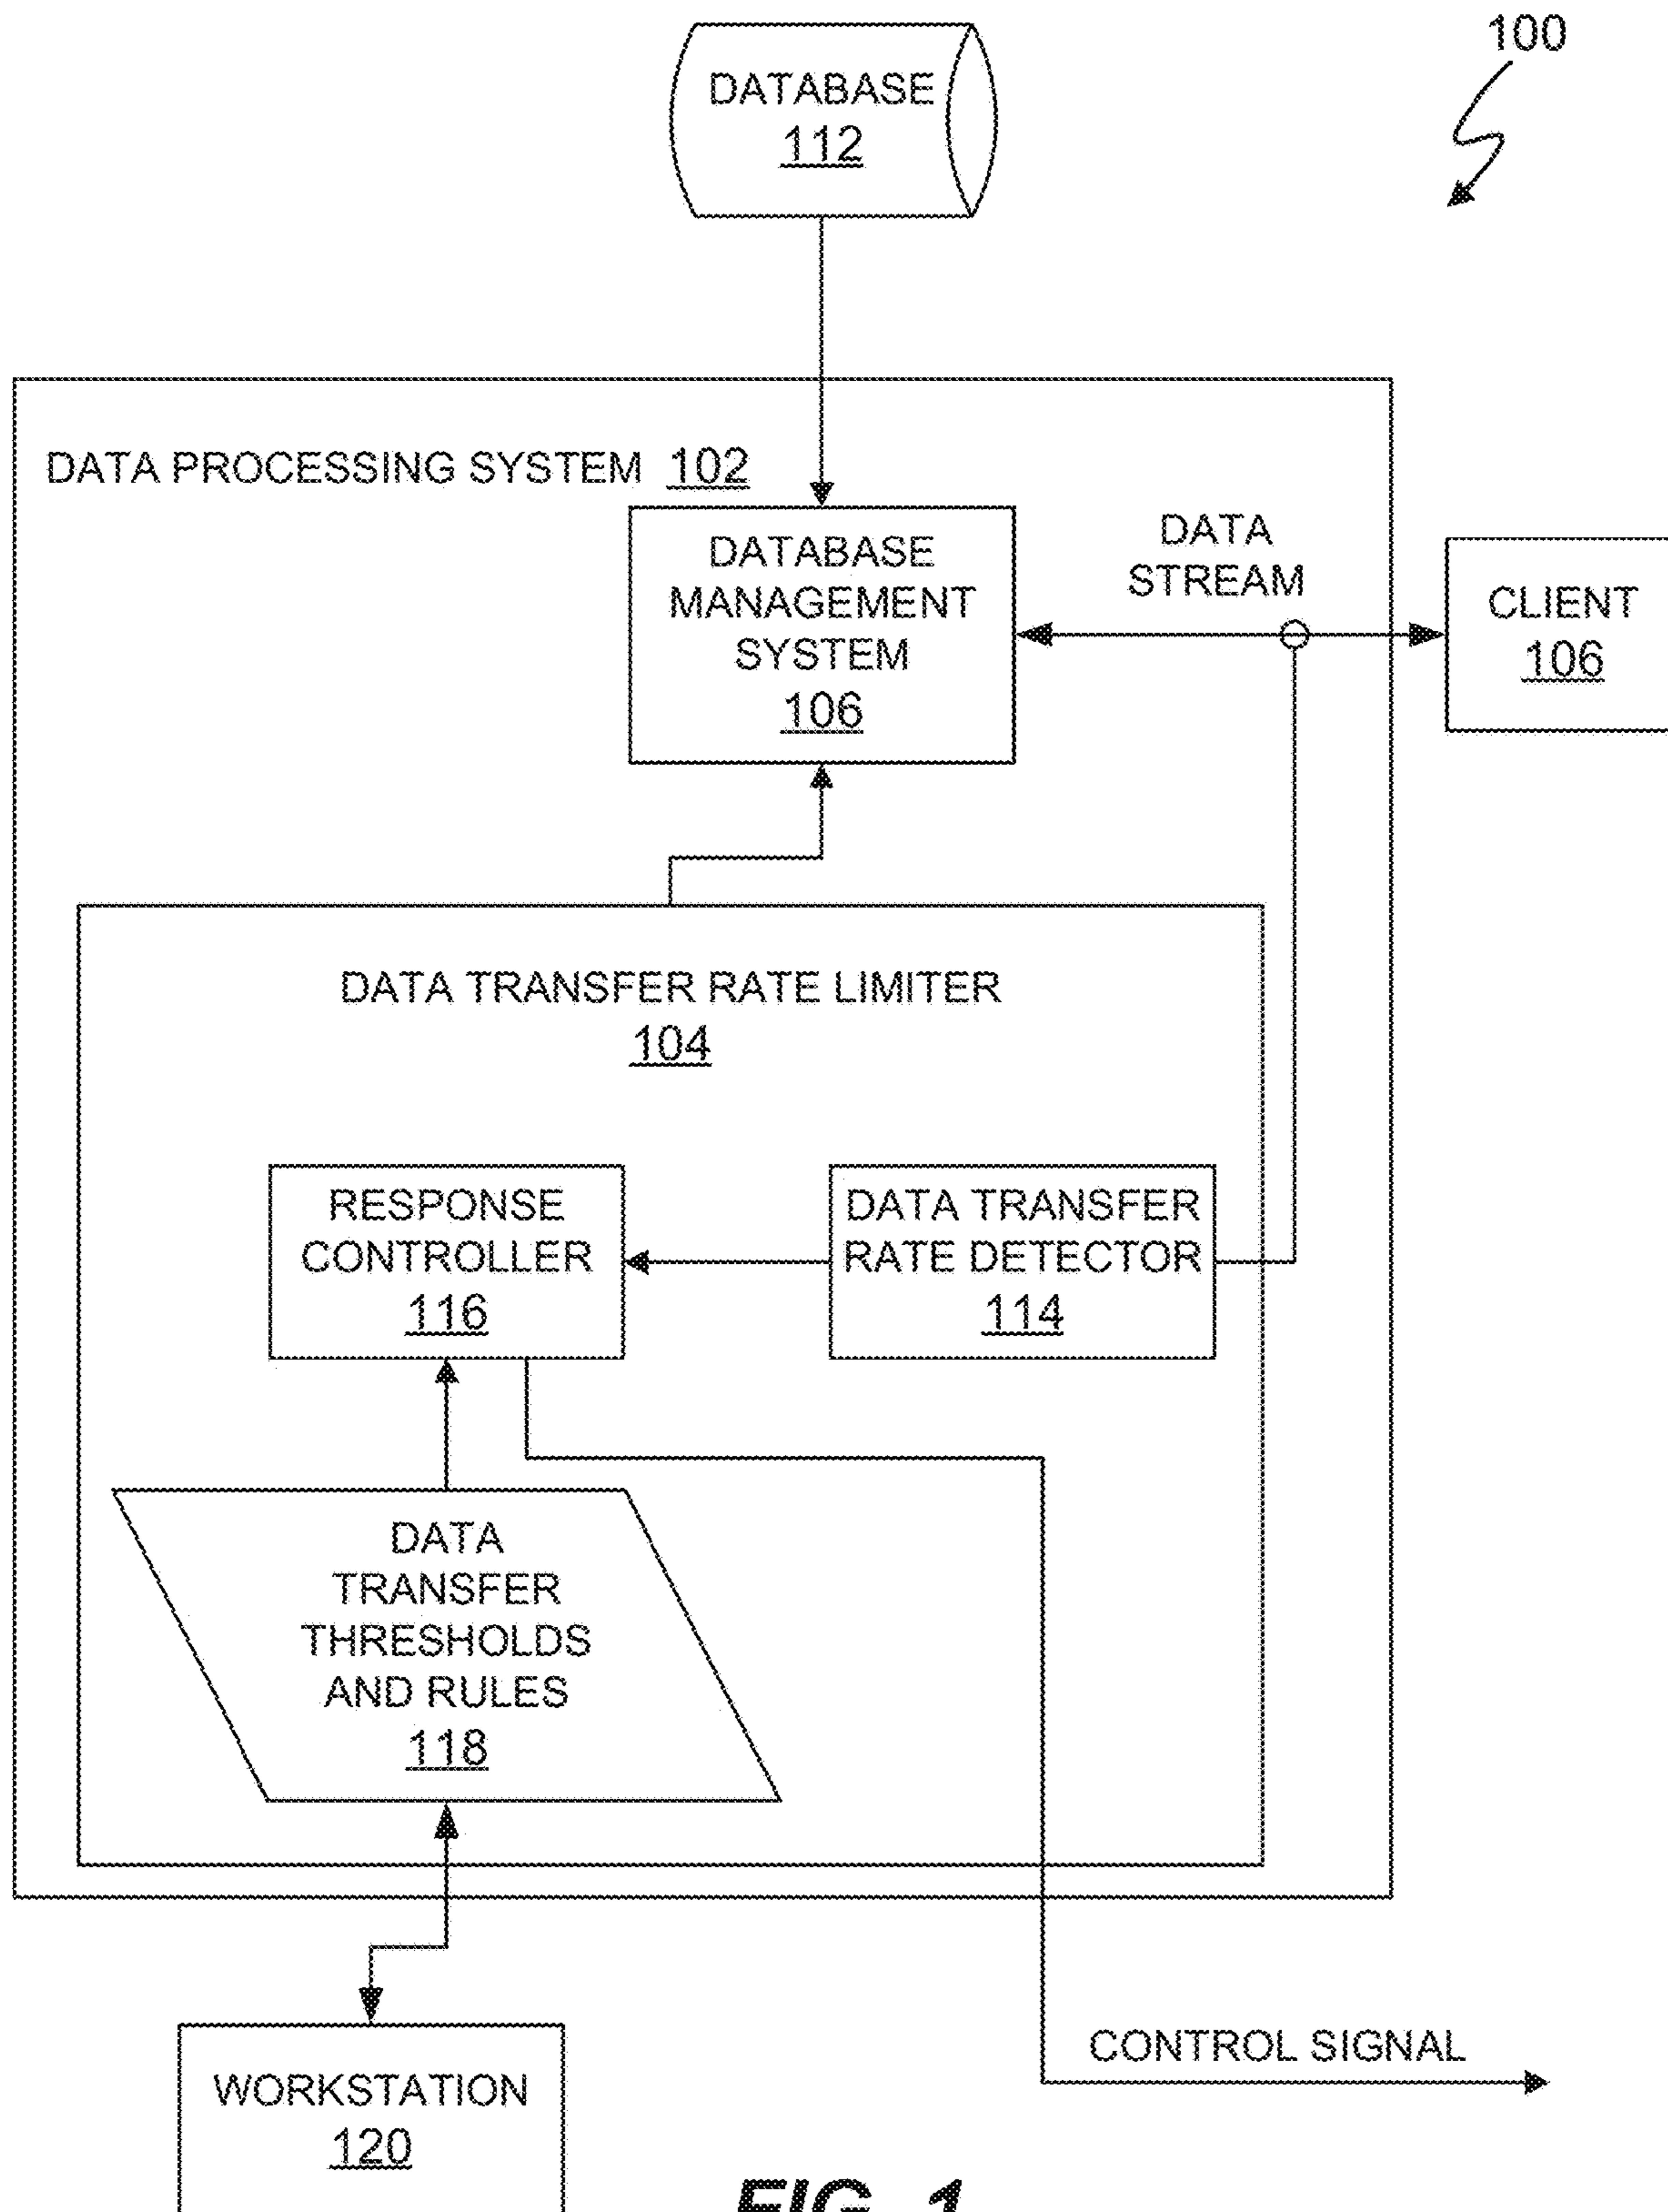 100
DATABASE
112
DATA PROCESSING SYSTEM 102
DATABASE
MANAGEMENT
SYSTEM
106
DATA
STREAM
CLIENT
106
DATA TRANSFER RATE LIMITER
104
RESPONSE
CONTROLLER
116
DATA TRANSFER
RATE DETECTOR
114
DATA
TRANSFER
THRESHOLDS
AND RULES
118
CONTROL SIGNAL
WORKSTATION
120
FIG. 1